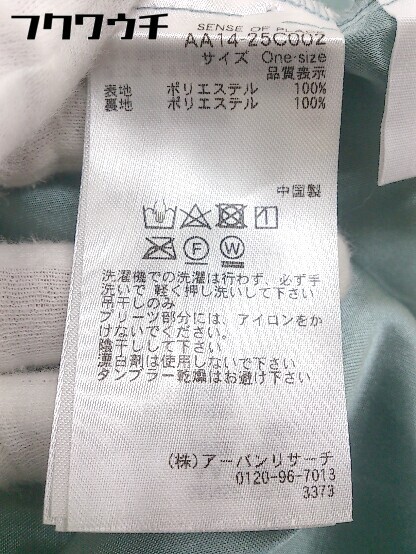 フクワウチ
SENSE OF PL
AA14-25C002
サイズ One-size
品質表示
表地 ポリエステル 100%
裏地 ポリエステル 100%
中国製
F W
洗濯機での洗濯は行わず、必ず手
洗いで 軽く押し洗いして下さい
吊干しのみ
プリーツ部分には、アイロンをか
けないでください。
陰干しして下さい
漂白剤は使用しないで下さい
タンブラー乾燥はお避け下さい
(株)アーバンリサーチ
0120-96-7013
3373